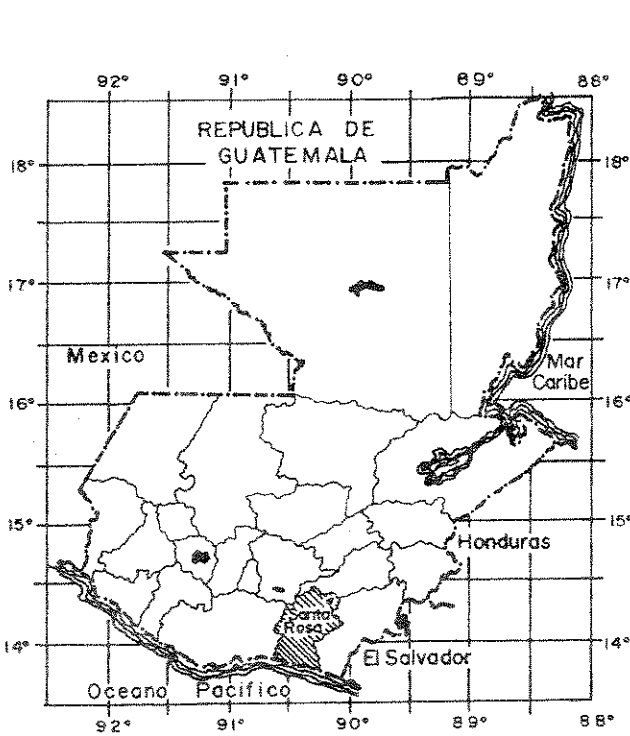 92° 91° 90° 89° 88°
REPUBLICA DE
GUATEMALA
18° 18°
17° 17°
Mexico
Mar
Caribe
16° 16°
15° 15°
Honduras
Santa
Rosa
14° 14°
El Salvador
Oceano Pacifico
92° 91° 90° 89° 88°